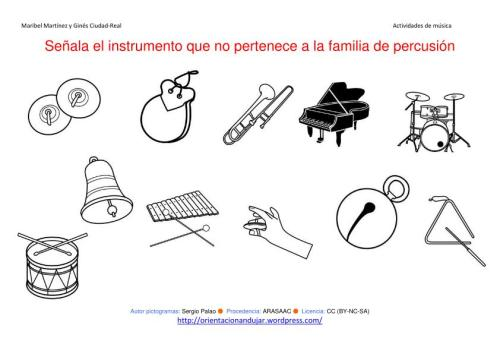 Maribel Martínez y Ginés Ciudad-Real
Actividades de música
Señala el instrumento que no pertenece a la familia de percusión
Autor pictogramas: Sergio Palao Procedencia: ARASAAC Licencia: CC (BY-NC-SA)
http://orientacionandujar.wordpress.com/